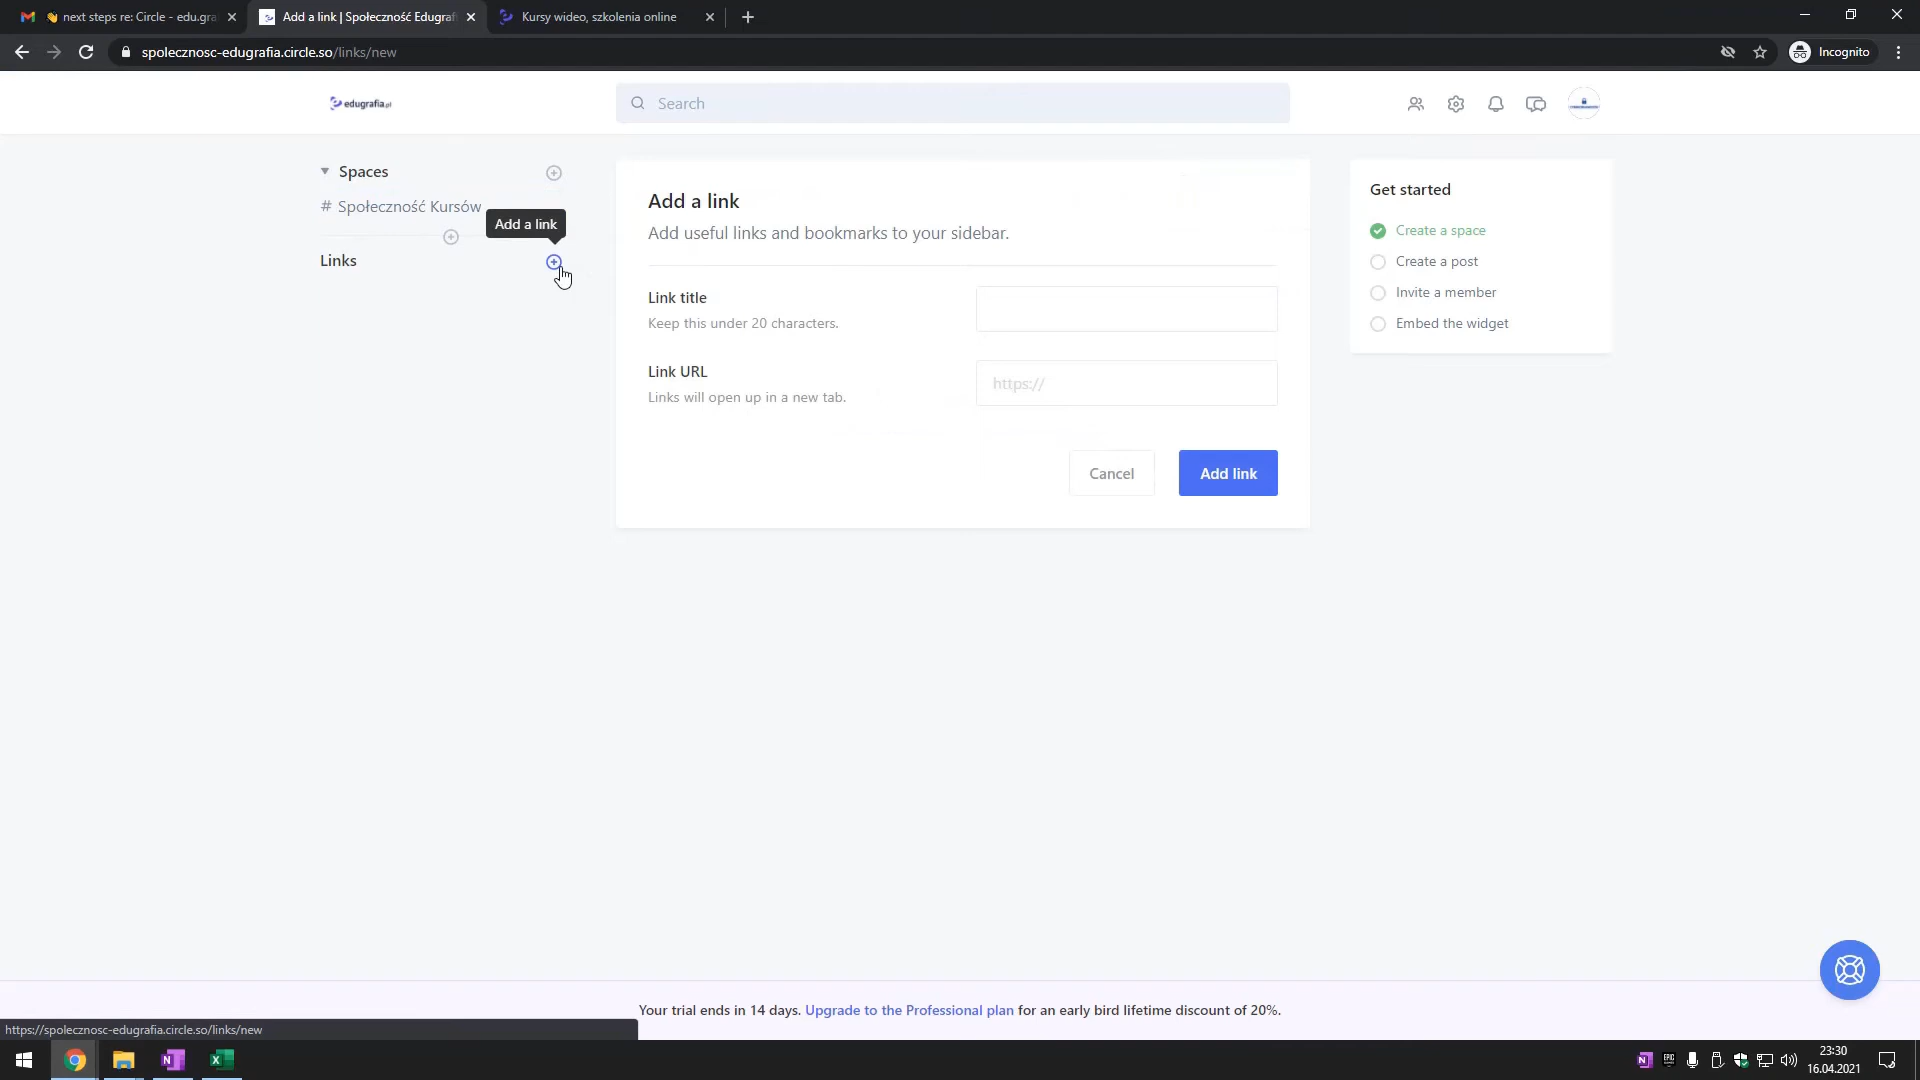 next steps re: Circle - edu.gra
Add a link | Społeczność Edugraf
Kursy wideo, szkolenia online
spolecznosc-edugrafia.circle.so/links/new
Incognito
edugrafia.pl
Search
Spaces
# Społeczność Kursów
Add a link
Links
Add a link
Add useful links and bookmarks to your sidebar.
Link title
Keep this under 20 characters.
Link URL
https://
Links will open up in a new tab.
Cancel
Add link
Get started
Create a space
Create a post
Invite a member
Embed the widget
Your trial ends in 14 days. Upgrade to the Professional plan for an early bird lifetime discount of 20%.
https://spolecznosc-edugrafia.circle.so/links/new
23:30
16.04.2021